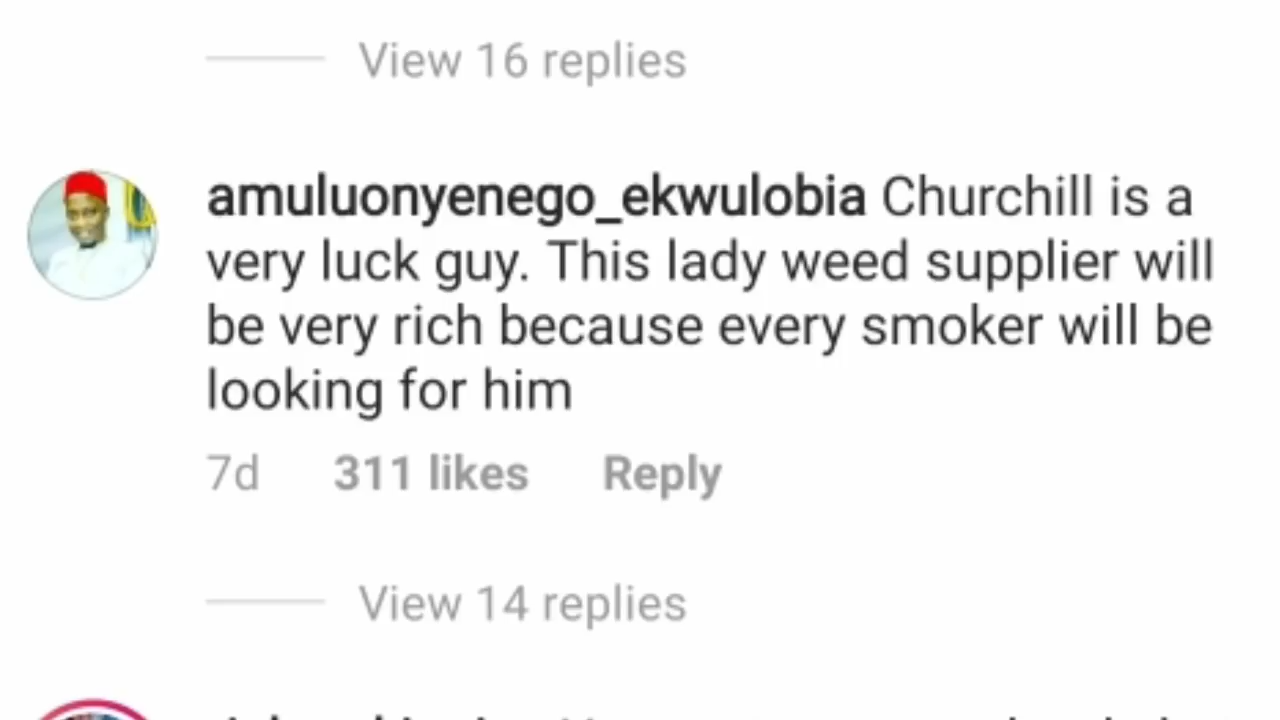 View 16 replies
amuluonyenego_ekwulobia Churchill is a
very luck guy. This lady weed supplier will
be very rich because every smoker will be
looking for him
7d 311 likes Reply
View 14 replies